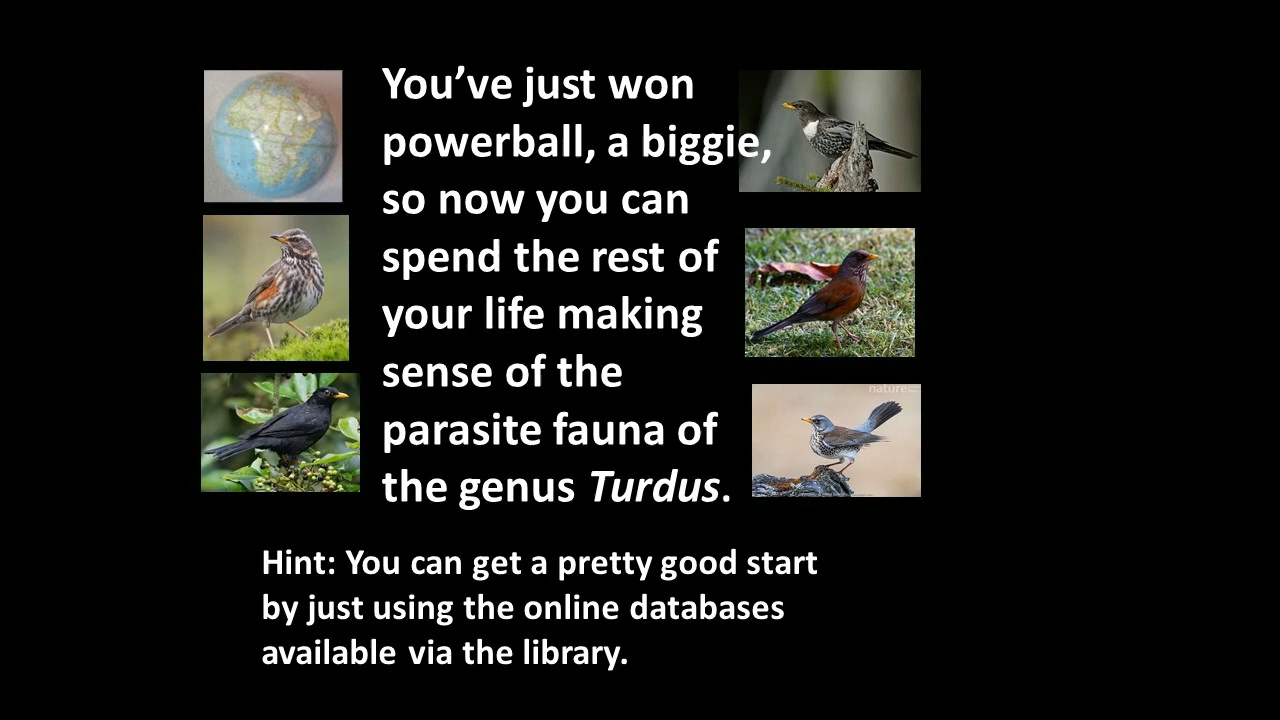 You’ve just won
powerball, a biggie,
so now you can
spend the rest of
your life making
sense of the
parasite fauna of
the genus Turdus.
nature
Hint: You can get a pretty good start
by just using the online databases
available via the library.